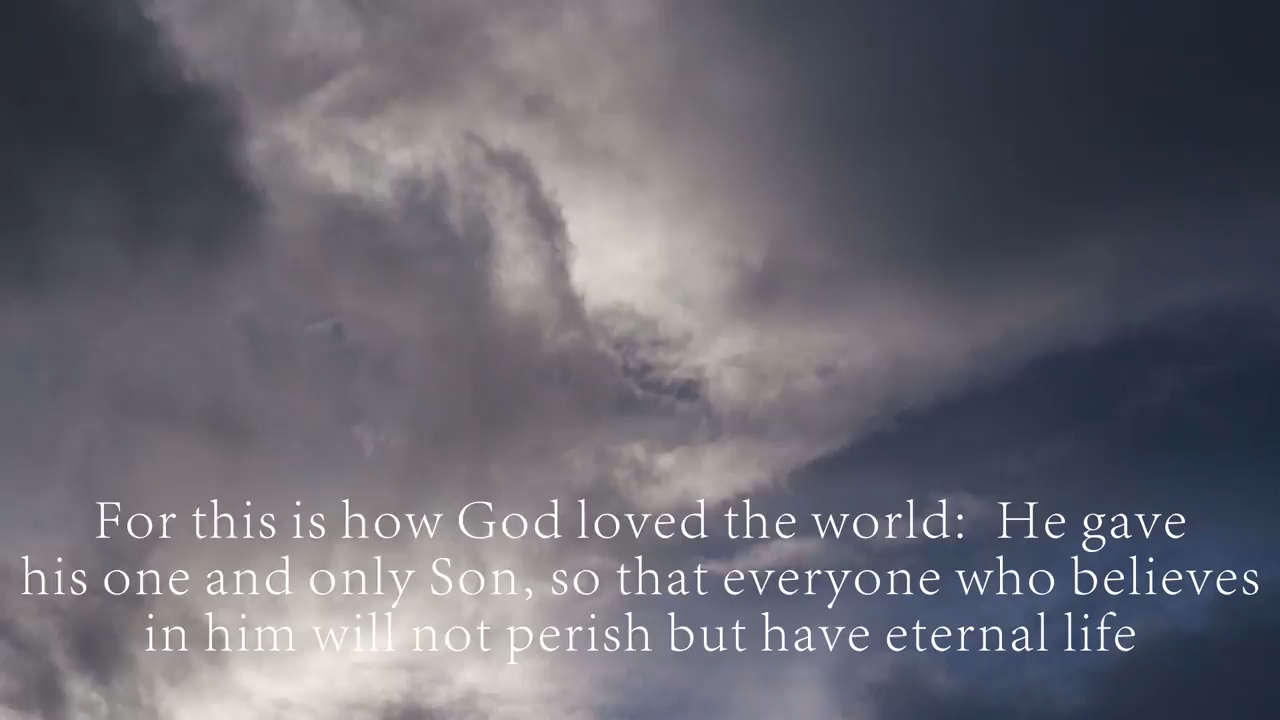 For this is how God loved the world:  He gave
his one and only Son, so that everyone who believes
in him will not perish but have eternal life